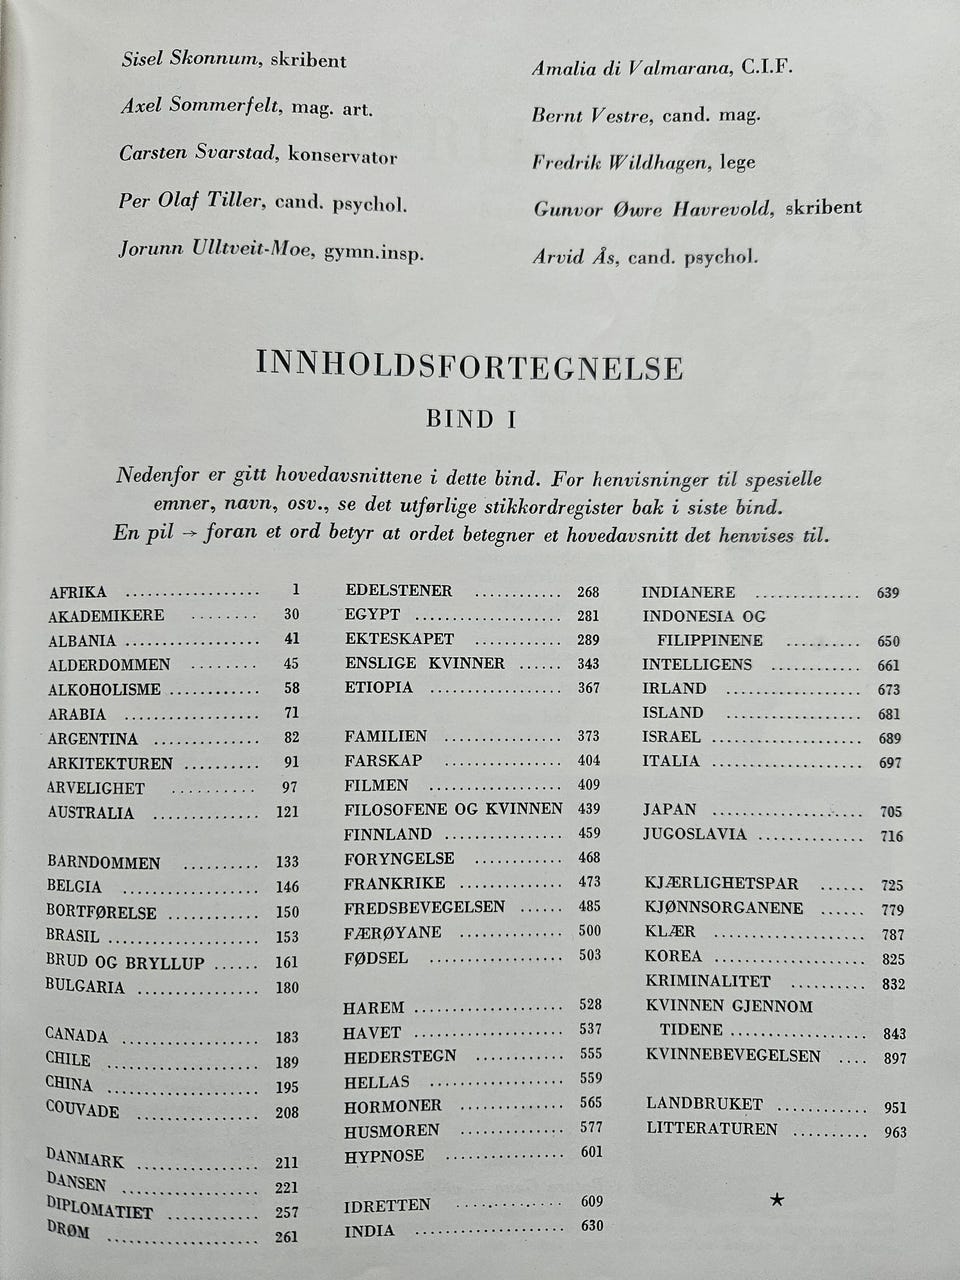 Sisel Skonnum, skribent
Axel Sommerfelt, mag. art.
Carsten Svarstad, konservator
Per Olaf Tiller, cand. psychol.
Jorunn Ulltveit-Moe, gymn.insp.
Amalia di Valmarana, C.I.F.
Bernt Vestre, cand. mag.
Fredrik Wildhagen, lege
Gunvor Øwre Havrevold, skribent
Arvid Ås, cand. psychol.
INNHOLDSFORTEGNELSE
BIND I
Nedenfor er gitt hovedavsnittene i dette bind. For henvisninger til spesielle
emner, navn, osv., se det utførlige stikkordregister bak i siste bind.
En pil → foran et ord betyr at ordet betegner et hovedavsnitt det henvises til.
AFRIKA .................. 1
AKADEMIKERE ........ 30
ALBANIA .................. 41
ALDERDOMMEN ........ 45
ALKOHOLISME ............ 58
ARABIA .................. 71
ARGENTINA .............. 82
ARKITEKTUREN .......... 91
ARVELIGHET .......... 97
AUSTRALIA .............. 121
BARNDOMMEN .......... 133
BELGIA .................. 146
BORTFØRELSE ............ 150
BRASIL .................... 153
BRUD OG BRYLLUP ...... 161
BULGARIA ................ 180
CANADA .................. 183
CHILE .................... 189
CHINA .................... 195
COUVADE ................ 208
DANMARK ................ 211
DANSEN .................. 221
DIPLOMATIET ............ 257
DRØM .................... 261
EDELSTENER ............ 268
EGYPT .................... 281
EKTESKAPET ............ 289
ENSLIGE KVINNER ...... 343
ETIOPIA .................. 367
FAMILIEN ................ 373
FARSKAP ................ 404
FILMEN .................. 409
FILOSOFENE OG KVINNEN 439
FINNLAND ................ 459
FORYNGELSE ............ 468
FRANKRIKE .............. 473
FREDSBEVEGELSEN ...... 485
FÆRØYANE .............. 500
FØDSEL .................. 503
HAREM .................... 528
HAVET .................... 537
HEDERSTEGN ............ 555
HELLAS .................. 559
HORMONER .............. 565
HUSMOREN .............. 577
HYPNOSE ................ 601
IDRETTEN .............. 609
INDIA .................... 630
INDIANERE .............. 639
INDONESIA OG
FILIPPINENE .......... 650
INTELLIGENS ............ 661
IRLAND .................. 673
ISLAND .................. 681
ISRAEL .................... 689
ITALIA .................... 697
JAPAN .................... 705
JUGOSLAVIA .............. 716
KJÆRLIGHETSPAR ...... 725
KJØNNSORGANENE ...... 779
KLÆR .................... 787
KOREA .................... 825
KRIMINALITET .......... 832
KVINNEN GJENNOM
TIDENE .................. 843
KVINNEBEVEGELSEN .... 897
LANDBRUKET ............ 951
LITTERATUREN .......... 963
★